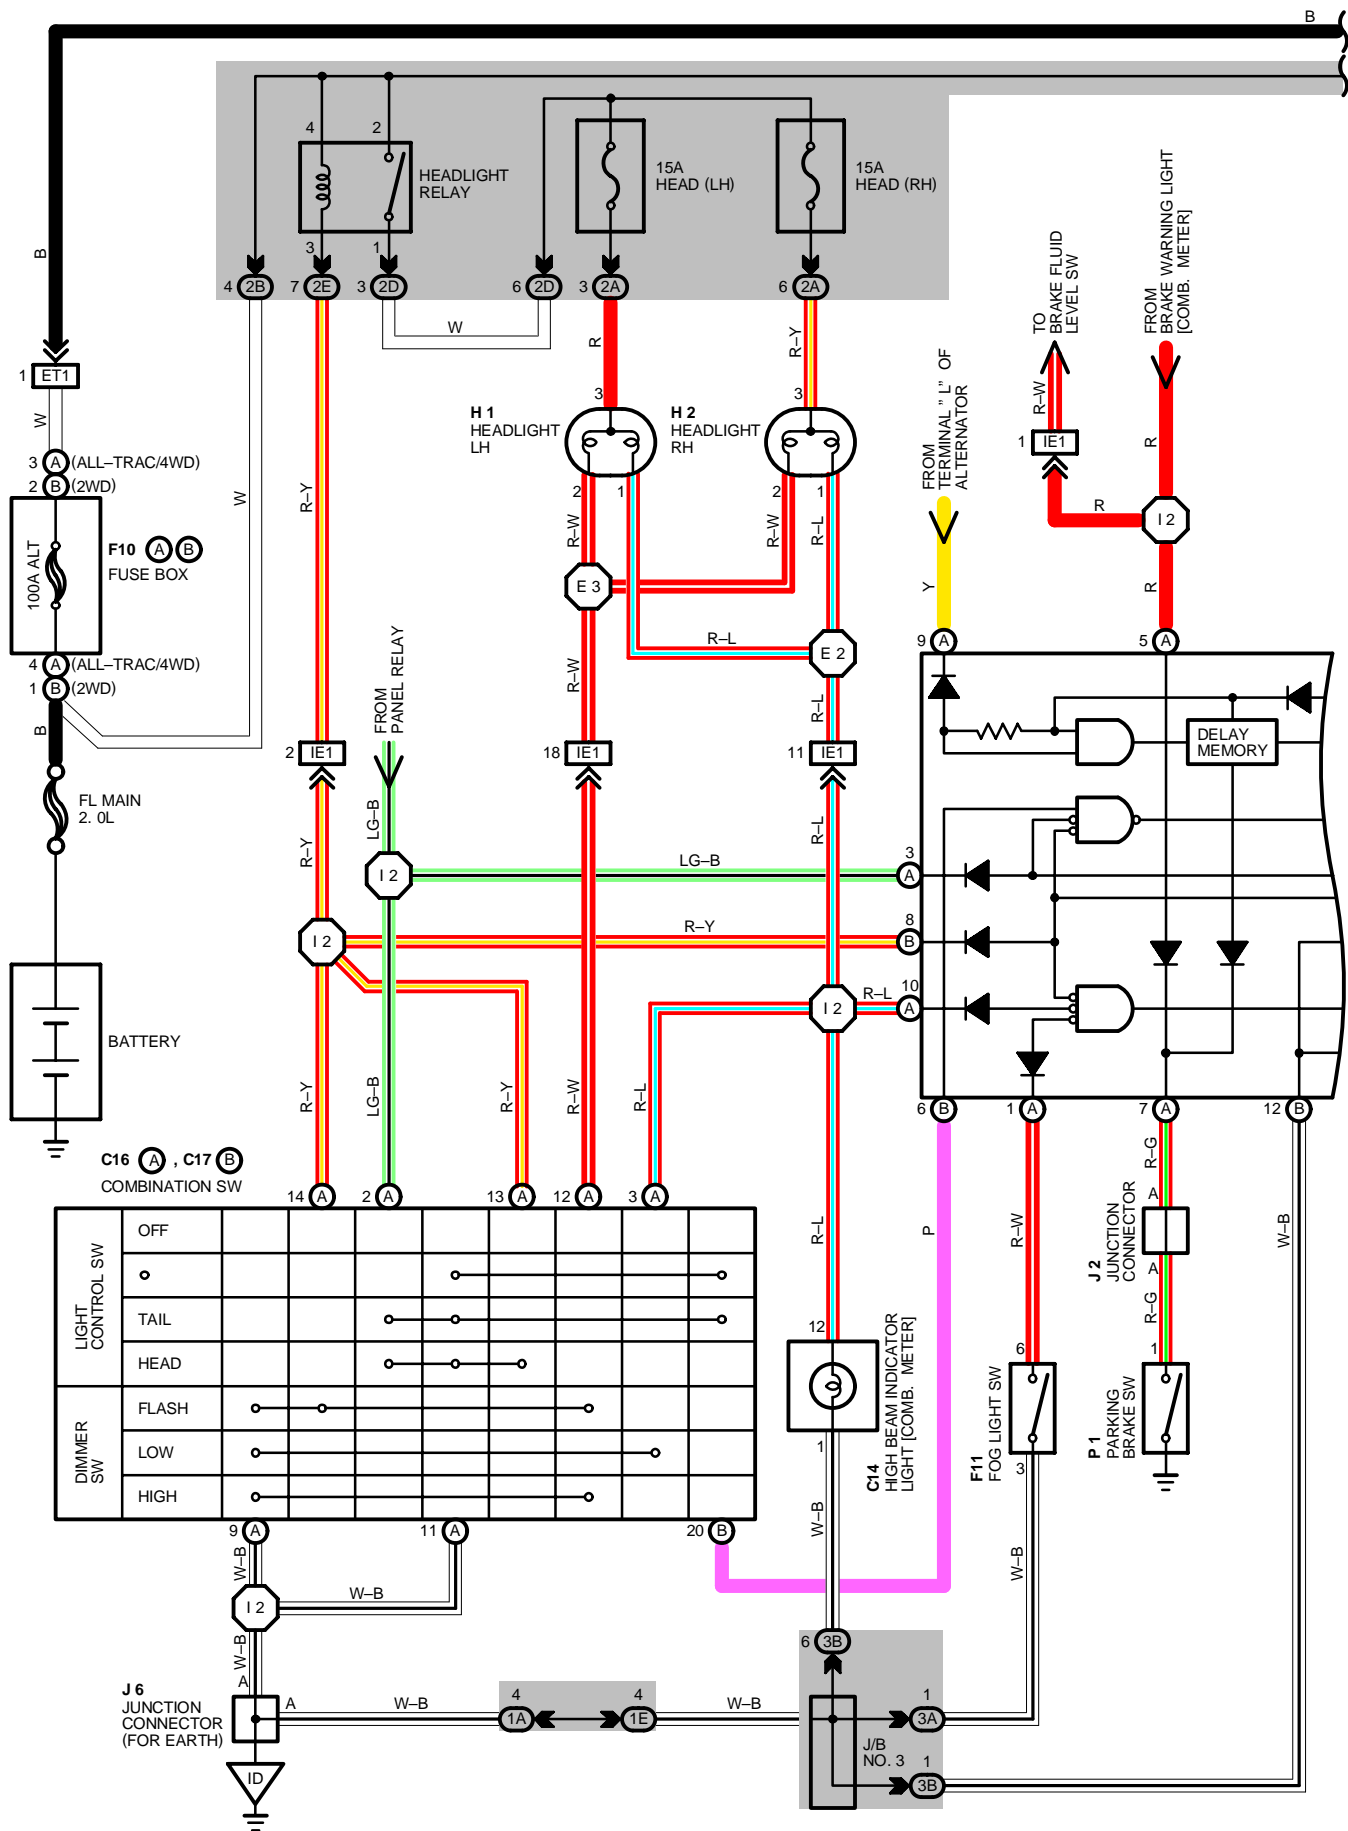 B
B
4
2
HEADLIGHT
RELAY
15A
HEAD (LH)
15A
HEAD (RH)
3
1
4 2B
7 2E
3 2D
6 2D
3 2A
6 2A
W
R
R–Y
FROM
BRAKE WARNING LIGHT
[COMB. METER]
TO
BRAKE FLUID
LEVEL SW
1 ET1
W
3 A (ALL–TRAC/4WD)
2 B (2WD)
100A ALT
F10 A B
FUSE BOX
4 A (ALL–TRAC/4WD)
1 B (2WD)
B
W
R–Y
H 1
HEADLIGHT
LH
3
H 2
HEADLIGHT
RH
3
2
1
2
1
R–W
R–W
R–L
E 3
R–L
E 2
R–W
R–L
FROM
TERMINAL " L" OF
ALTERNATOR
Y
R–W
1 IE1
R
R
I 2
R
9 A
5 A
DELAY
MEMORY
FL MAIN
2. 0L
2 IE1
FROM
PANEL RELAY
18 IE1
11 IE1
R–Y
LG–B
R–L
I 2
LG–B
3
A
I 2
R–Y
8
B
I 2
R–L
10
A
BATTERY
R–Y
LG–B
R–Y
R–W
R–L
6 B
1 A
7 A
12 B
C16 A , C17 B
COMBINATION SW
14 A
2 A
13 A
12 A
3 A
LIGHT
CONTROL SW
OFF
TAIL
HEAD
DIMMER
SW
FLASH
LOW
HIGH
R–L
P
R–W
R–G
A
J 2
JUNCTION
CONNECTOR
A
R–G
W–B
12
1
C14
HIGH BEAM INDICATOR
LIGHT [COMB. METER]
6
F11
FOG LIGHT SW
3
1
P 1
PARKING
BRAKE SW
9 A
11 A
20 B
W–B
W–B
W–B
W–B
I 2
W–B
A
J 6
JUNCTION
CONNECTOR
(FOR EARTH)
A
W–B
4
1A
4
1E
W–B
6 3B
1
3A
J/B
NO. 3
1
3B
ID